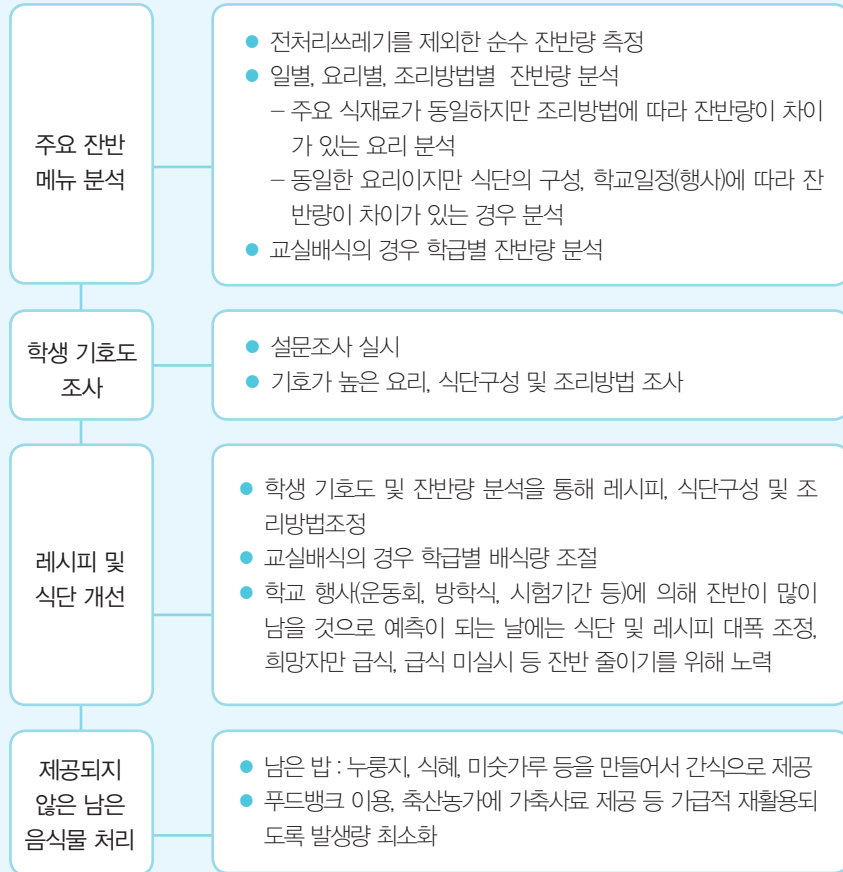 주요 잔반
메뉴 분석
● 전처리쓰레기를 제외한 순수 잔반량 측정
● 일별, 요리별, 조리방법별 잔반량 분석
– 주요 식재료가 동일하지만 조리방법에 따라 잔반량이 차이
가 있는 요리 분석
– 동일한 요리이지만 식단의 구성, 학교일정(행사)에 따라 잔
반량이 차이가 있는 경우 분석
● 교실배식의 경우 학급별 잔반량 분석
학생 기호도
조사
● 설문조사 실시
● 기호가 높은 요리, 식단구성 및 조리방법 조사
레시피 및
식단 개선
● 학생 기호도 및 잔반량 분석을 통해 레시피, 식단구성 및 조
리방법조정
● 교실배식의 경우 학급별 배식량 조절
● 학교 행사(운동회, 방학식, 시험기간 등)에 의해 잔반이 많이
남을 것으로 예측이 되는 날에는 식단 및 레시피 대폭 조정,
희망자만 급식, 급식 미실시 등 잔반 줄이기를 위해 노력
제공되지
않은 남은
음식물 처리
● 남은 밥 : 누룽지, 식혜, 미숫가루 등을 만들어서 간식으로 제공
● 푸드뱅크 이용, 축산농가에 가축사료 제공 등 가급적 재활용되
도록 발생량 최소화